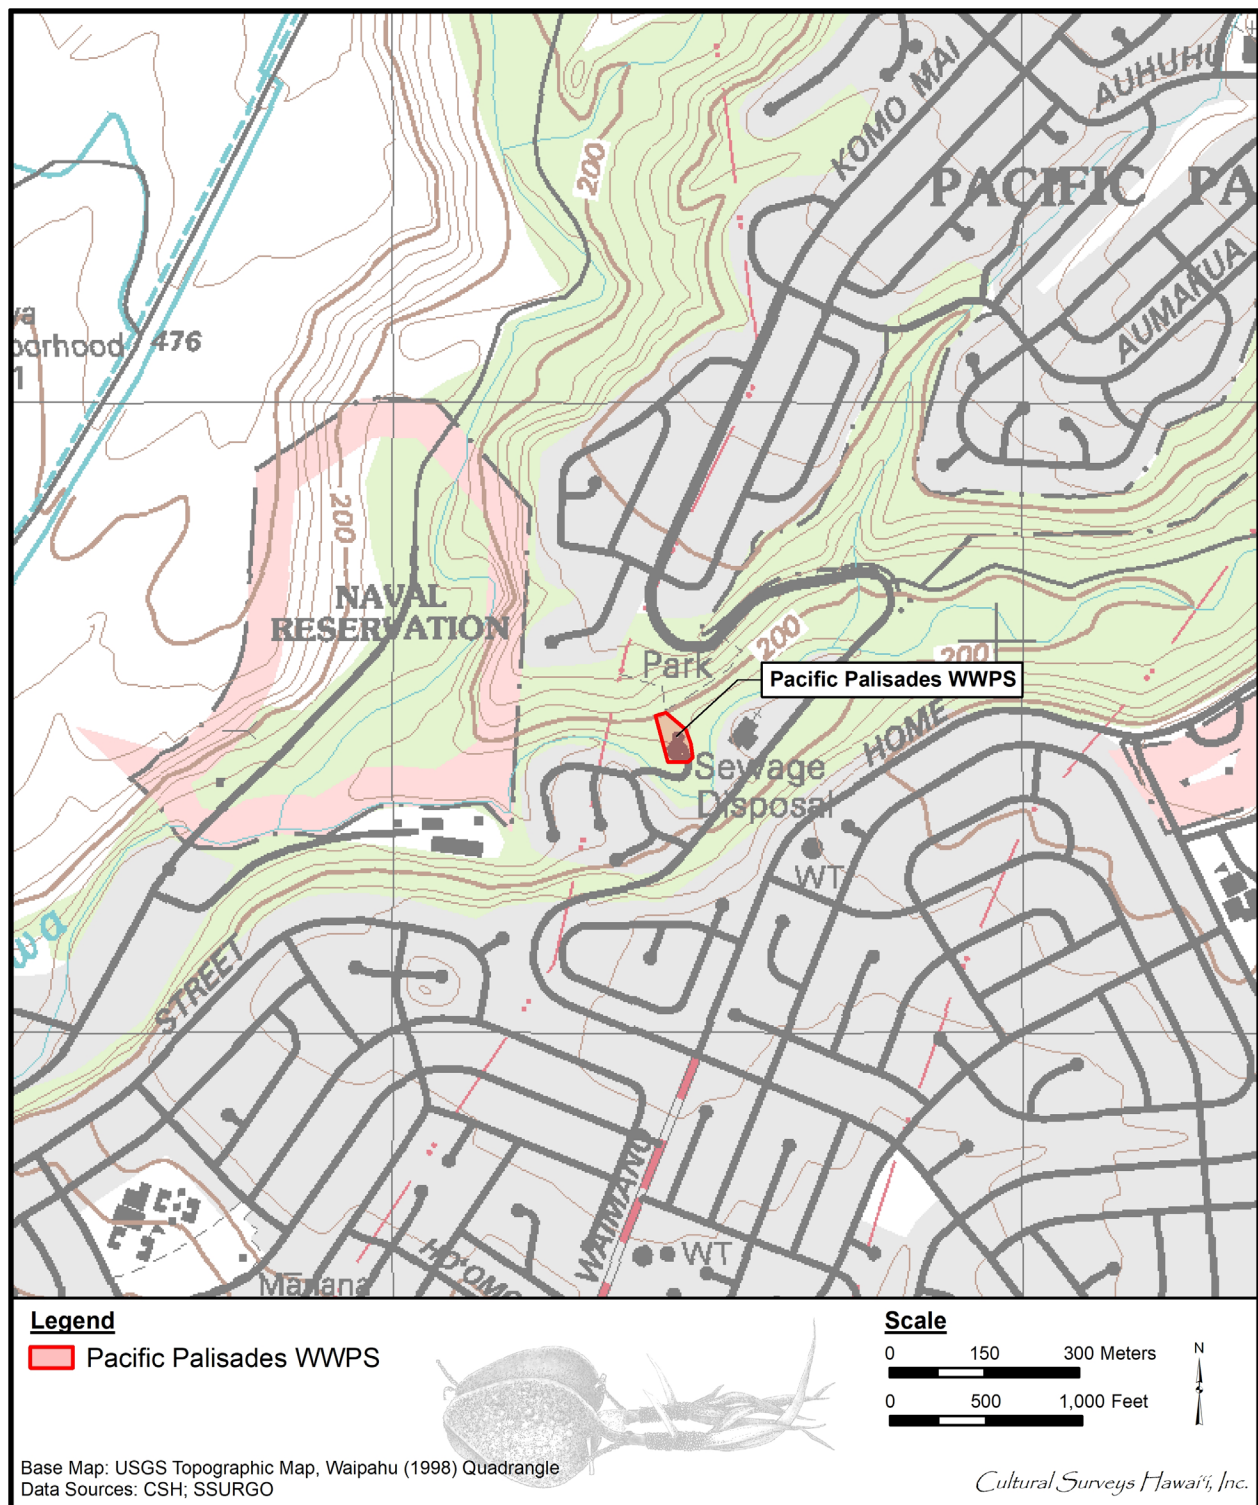 KOMO MAI
AUHUHU
PACIFIC PA
AUMAKUA
200
476
orhood
1
200
NAVAL
RESERVATION
200
Park
200
Pacific Palisades WWPS
HOME
Sewage
Disposal
WT
wa
STREET
WAIMANO
WT
HO'OMO
Mānana
Legend
Pacific Palisades WWPS
Scale
0 150 300 Meters
0 500 1,000 Feet
N
Base Map: USGS Topographic Map, Waipahu (1998) Quadrangle
Data Sources: CSH; SSURGO
Cultural Surveys Hawai‘i, Inc.